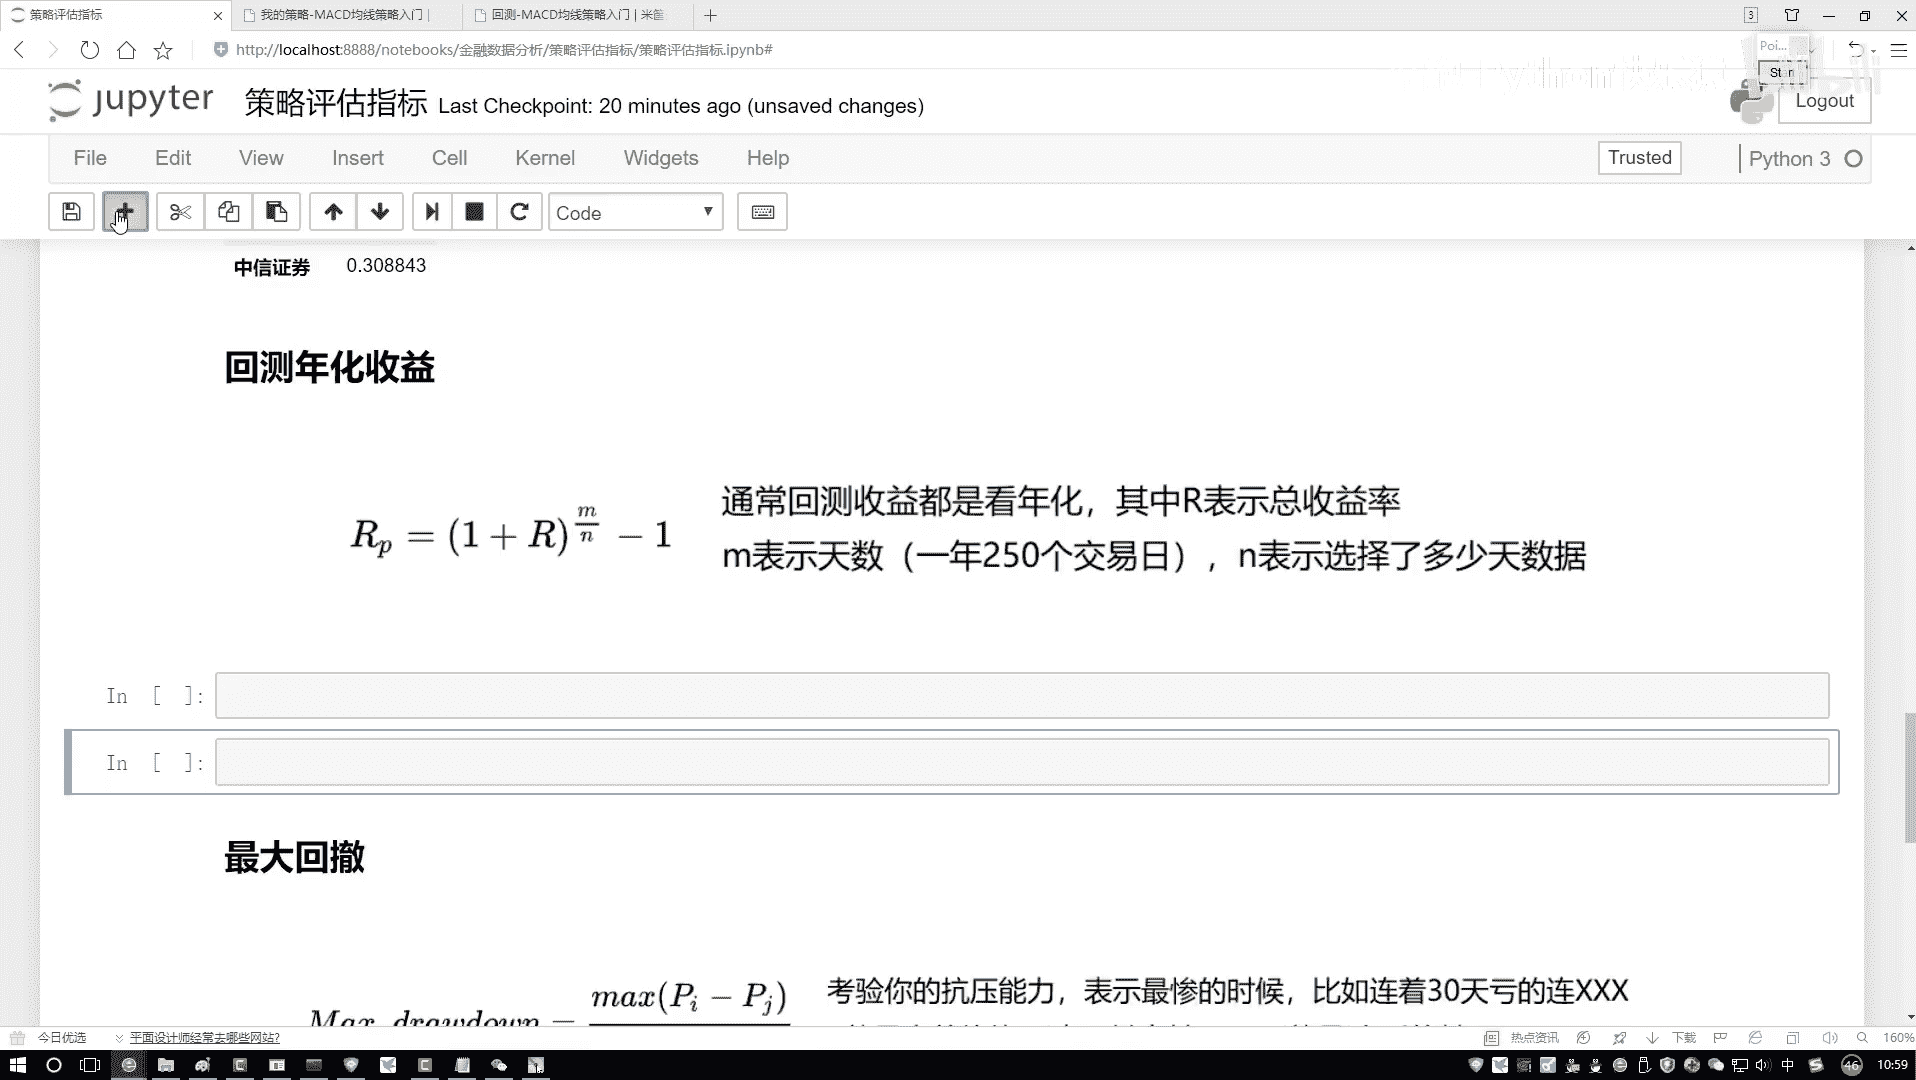 策略评估指标
我的策略-MACD均线策略入门 |
回测-MACD均线策略入门 | 米筐
3
http://localhost:8888/notebooks/金融数据分析/策略评估指标/策略评估指标.ipynb#
Poi...
Start
jupyter
策略评估指标 Last Checkpoint: 20 minutes ago (unsaved changes)
Logout
File Edit View Insert Cell Kernel Widgets Help
Trusted
Python 3
Code
中信证券 0.308843
回测年化收益
R_p = (1 + R)^{m/n} − 1
通常回测收益都是看年化，其中R表示总收益率
m表示天数（一年250个交易日），n表示选择了多少天数据
In [ ]:
In [ ]:
最大回撤
Max drawdown = max(P_i − P_j)
考验你的抗压能力，表示最惨的时候，比如连着30天亏的连XXX
今日优选
平面设计师经常去哪些网站?
热点资讯
下载
160%
中
46
10:59